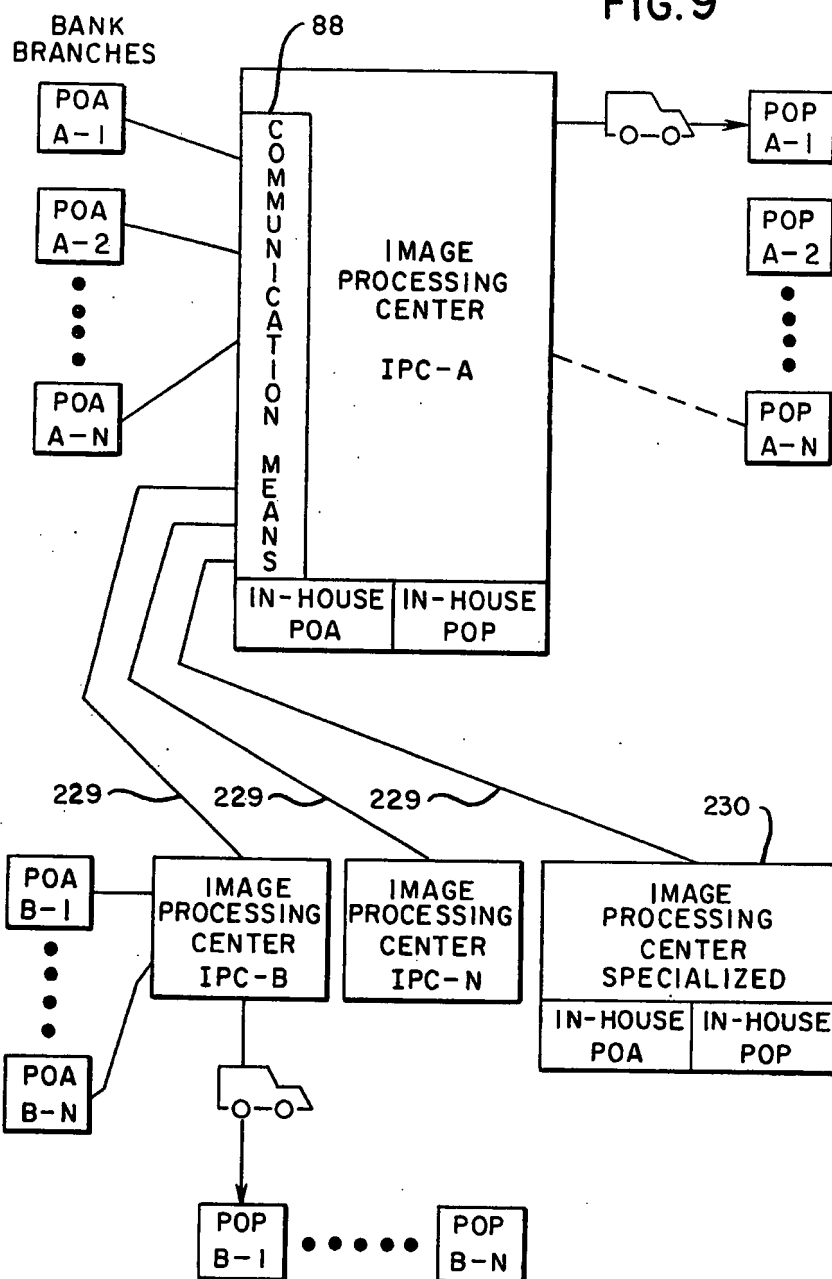 FIG. 9
BANK
BRANCHES
88
POA
A-1
POA
A-2
POA
A-N
COMMUNICATION MEANS
IMAGE
PROCESSING
CENTER
IPC-A
IN-HOUSE
POA
IN-HOUSE
POP
POP
A-1
POP
A-2
POP
A-N
229
229
229
230
POA
B-1
POA
B-N
IMAGE
PROCESSING
CENTER
IPC-B
IMAGE
PROCESSING
CENTER
IPC-N
IMAGE
PROCESSING
CENTER
SPECIALIZED
IN-HOUSE
POA
IN-HOUSE
POP
POP
B-1
POP
B-N